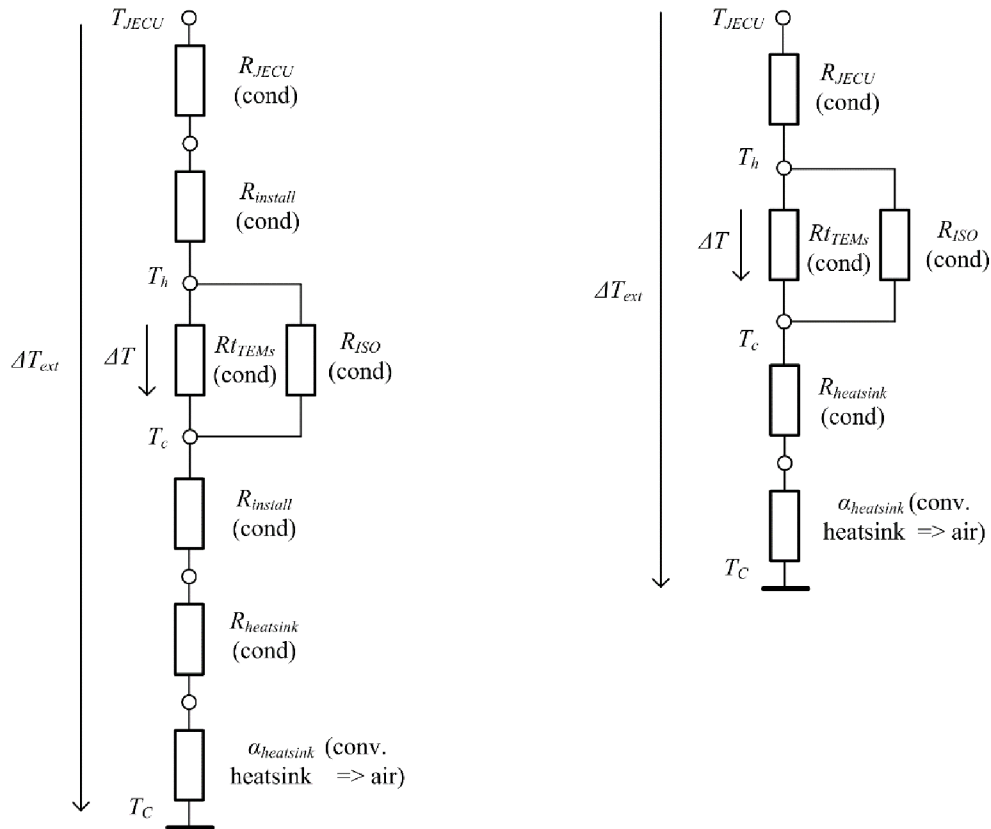 T_JECU
R_JECU
(cond)
R_install
(cond)
T_h
ΔT
Rt_TEMs
(cond)
R_ISO
(cond)
ΔT_ext
T_c
R_install
(cond)
R_heatsink
(cond)
α_heatsink (conv.
heatsink => air)
T_C
T_JECU
R_JECU
(cond)
T_h
ΔT
Rt_TEMs
(cond)
R_ISO
(cond)
ΔT_ext
T_c
R_heatsink
(cond)
α_heatsink (conv.
heatsink => air)
T_C